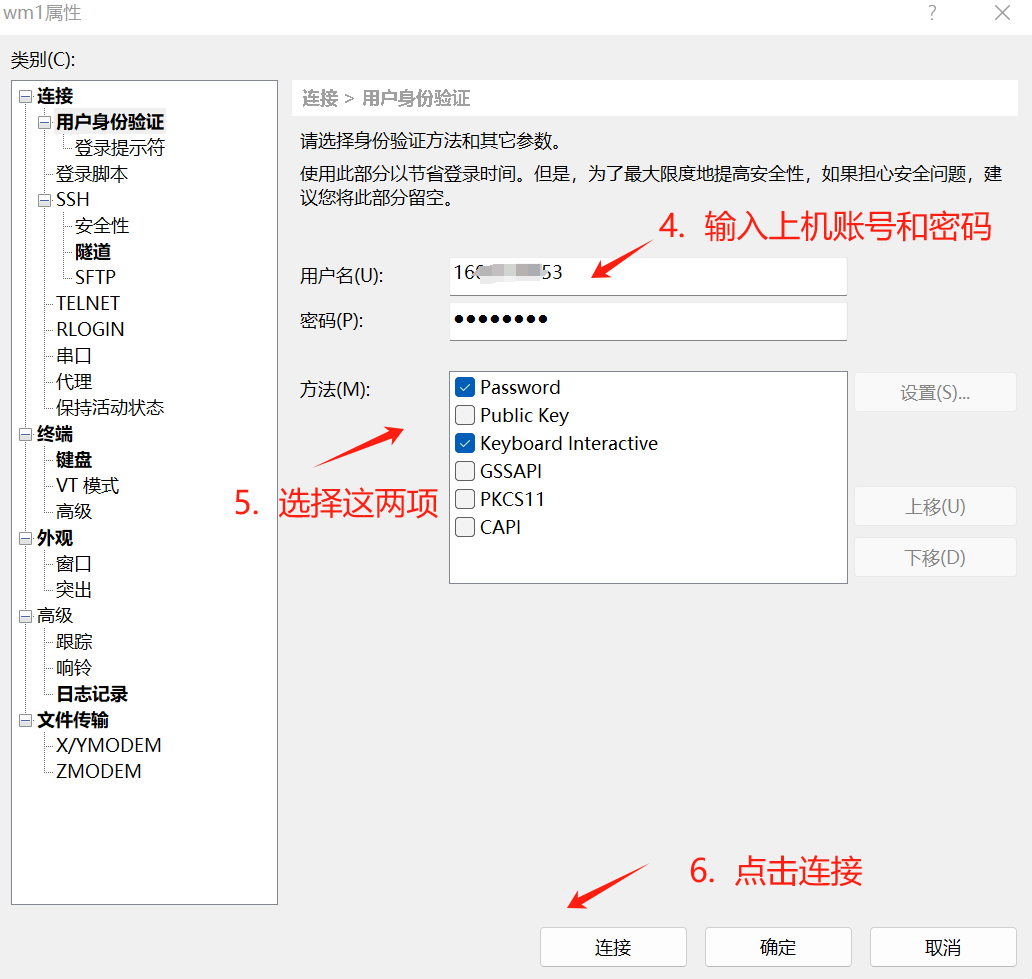 wm1属性
类别(C):
连接
用户身份验证
登录提示符
登录脚本
SSH
安全性
隧道
SFTP
TELNET
RLOGIN
串口
代理
保持活动状态
终端
键盘
VT 模式
高级
外观
窗口
突出
高级
跟踪
响铃
日志记录
文件传输
X/YMODEM
ZMODEM
连接 > 用户身份验证
请选择身份验证方法和其它参数。
使用此部分以节省登录时间。但是，为了最大限度地提高安全性，如果担心安全问题，建
议您将此部分留空。
4. 输入上机账号和密码
用户名(U):
16 53
密码(P):
●●●●●●●●
方法(M):
Password
Public Key
Keyboard Interactive
GSSAPI
PKCS11
CAPI
设置(S)...
上移(U)
下移(D)
5. 选择这两项
6. 点击连接
连接
确定
取消